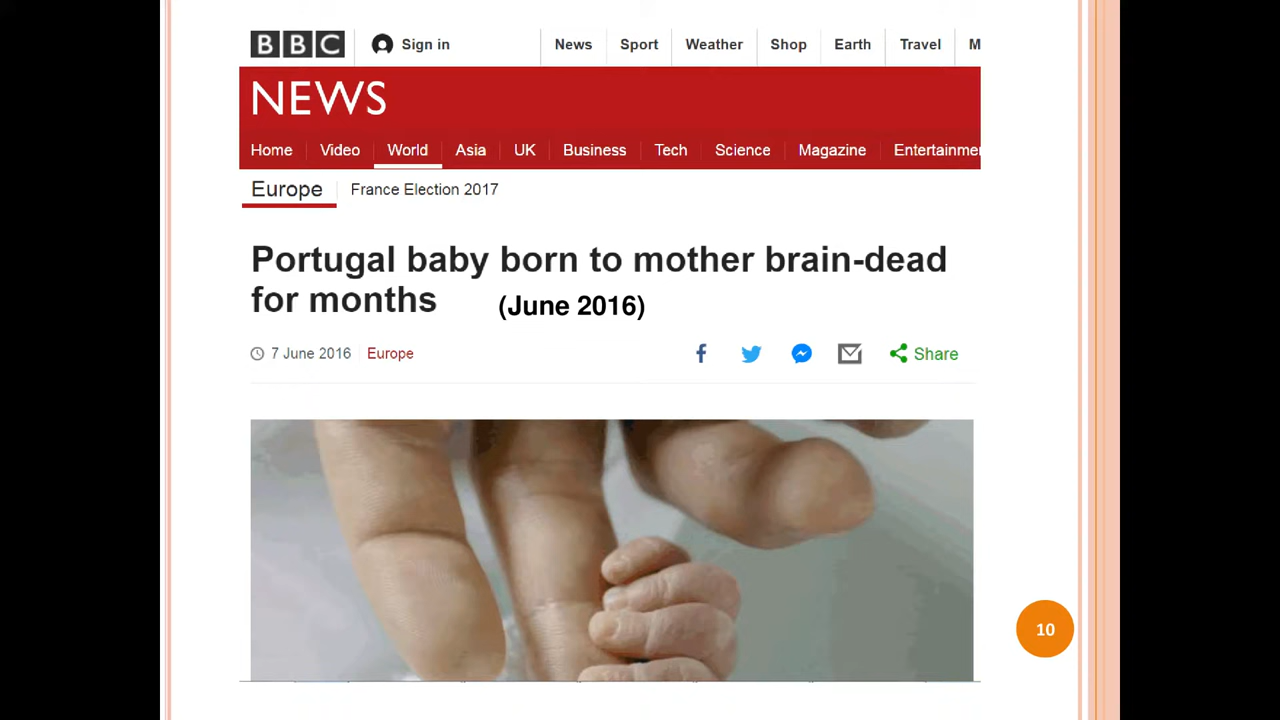 BBC Sign in News Sport Weather Shop Earth Travel M
NEWS
Home Video World Asia UK Business Tech Science Magazine Entertainme
Europe France Election 2017
Portugal baby born to mother brain-dead
for months (June 2016)
7 June 2016 Europe Share
10